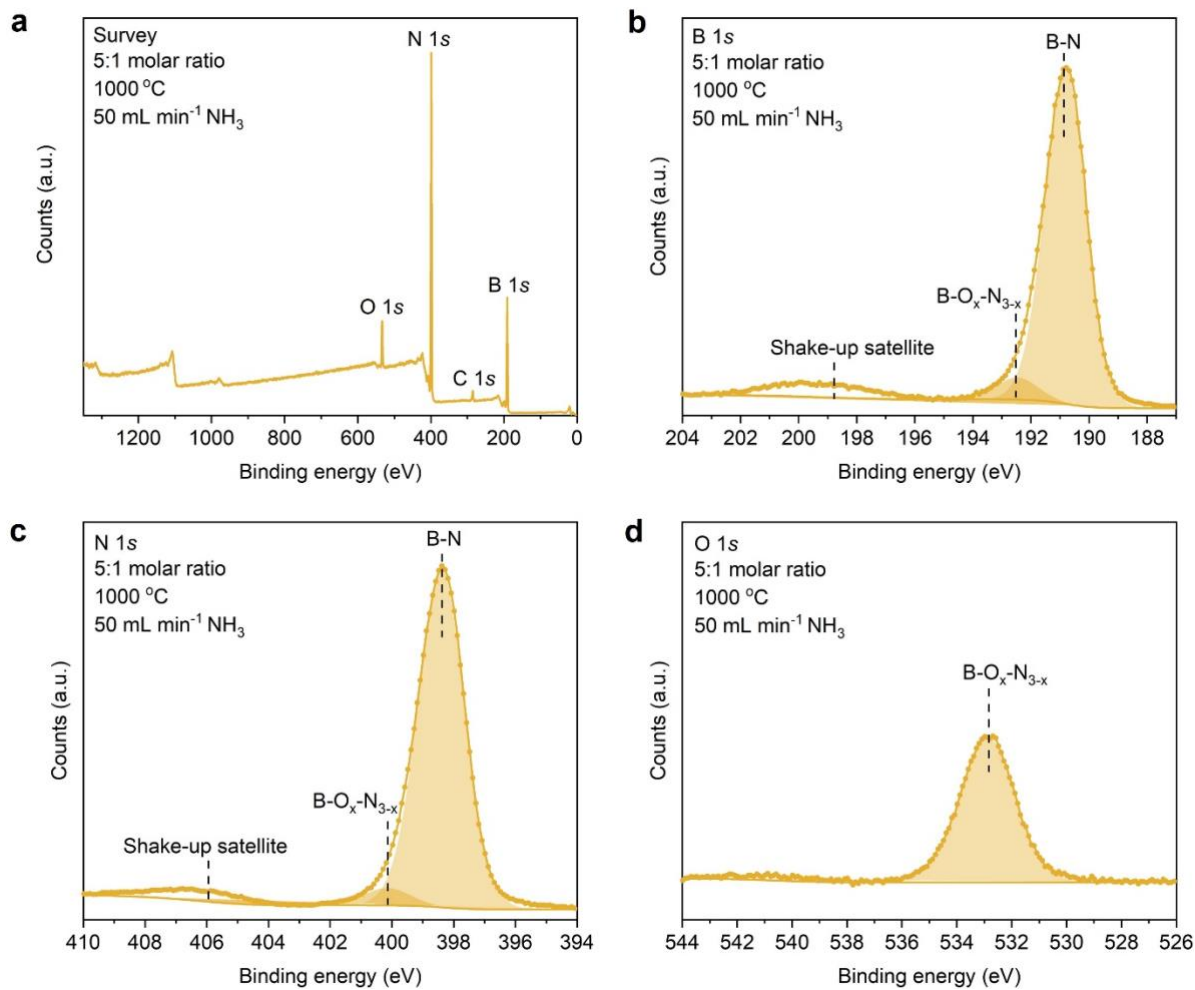 a
Survey
5:1 molar ratio
1000 °C
50 mL min⁻¹ NH₃
N 1s
O 1s
C 1s
B 1s
Counts (a.u.)
1200 1000 800 600 400 200 0
Binding energy (eV)
b
B 1s
5:1 molar ratio
1000 °C
50 mL min⁻¹ NH₃
B-N
B-Oₓ-N₃₋ₓ
Shake-up satellite
Counts (a.u.)
204 202 200 198 196 194 192 190 188
Binding energy (eV)
c
N 1s
5:1 molar ratio
1000 °C
50 mL min⁻¹ NH₃
B-N
B-Oₓ-N₃₋ₓ
Shake-up satellite
Counts (a.u.)
410 408 406 404 402 400 398 396 394
Binding energy (eV)
d
O 1s
5:1 molar ratio
1000 °C
50 mL min⁻¹ NH₃
B-Oₓ-N₃₋ₓ
Counts (a.u.)
544 542 540 538 536 534 532 530 528 526
Binding energy (eV)